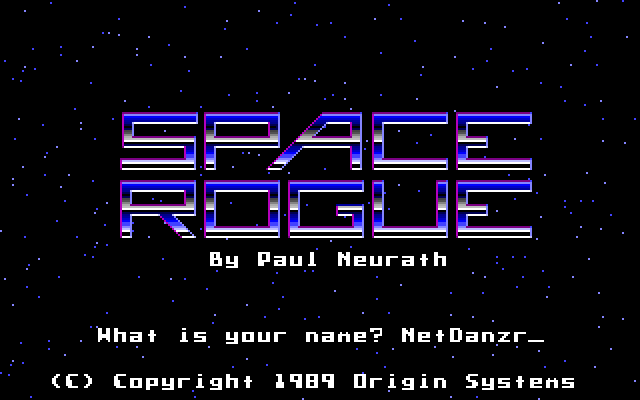 SPACE
ROGUE
By Paul Neurath
What is your name? NetDanzr_
(C) Copyright 1989 Origin Systems